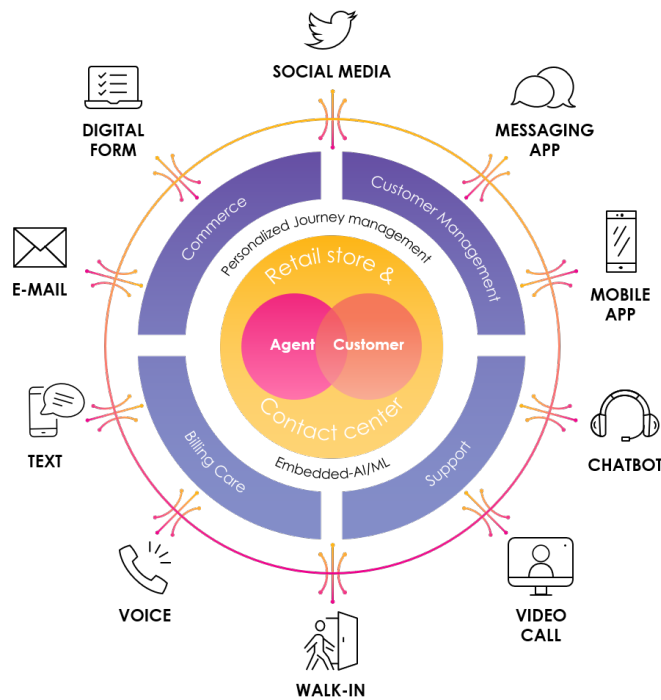 SOCIAL MEDIA
DIGITAL
FORM
MESSAGING
APP
Commerce
Customer Management
Personalized Journey management
E-MAIL
MOBILE
APP
Retail store &
Agent
Customer
Contact center
TEXT
CHATBOT
Billing Care
Embedded-AI/ML
Support
VOICE
VIDEO
CALL
WALK-IN